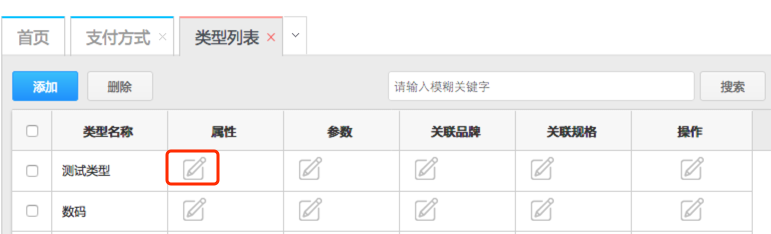 首页 支付方式 × 类型列表 ×
添加 删除 请输入模糊关键字 搜索
类型名称 属性 参数 关联品牌 关联规格 操作
测试类型
数码